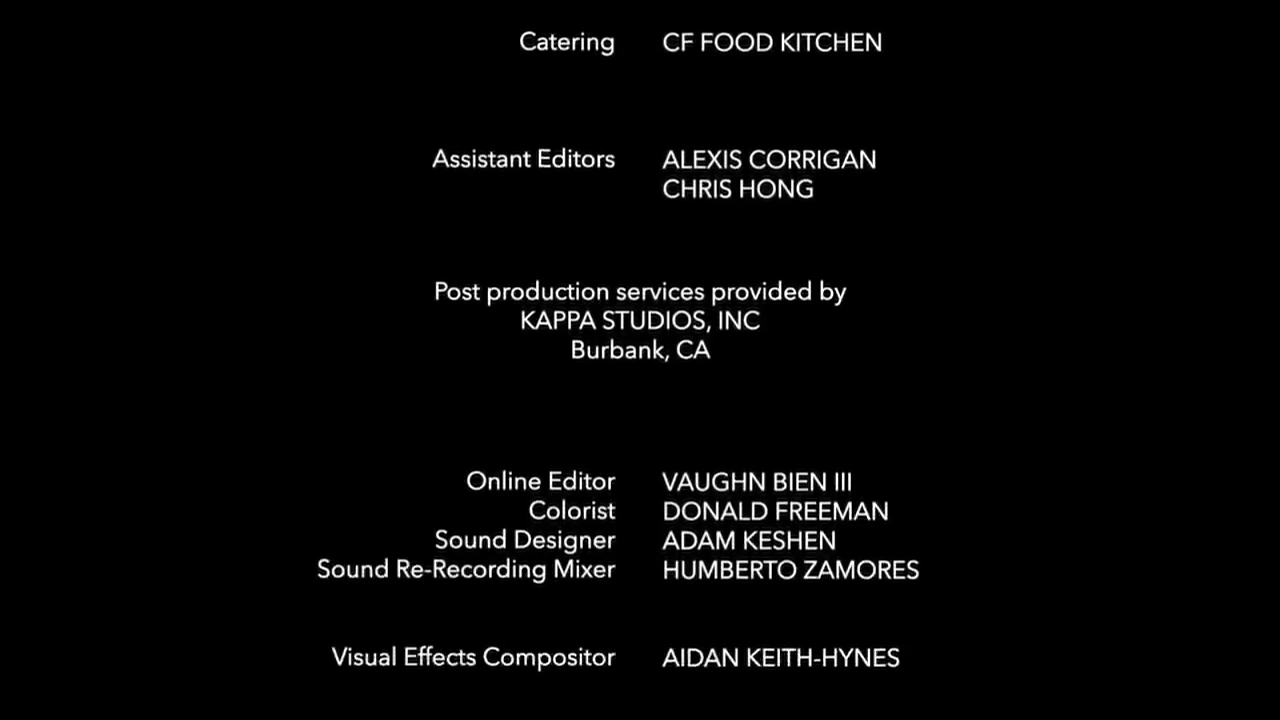 Catering CF FOOD KITCHEN
Assistant Editors ALEXIS CORRIGAN
CHRIS HONG
Post production services provided by
KAPPA STUDIOS, INC
Burbank, CA
Online Editor VAUGHN BIEN III
Colorist DONALD FREEMAN
Sound Designer ADAM KESHEN
Sound Re-Recording Mixer HUMBERTO ZAMORES
Visual Effects Compositor AIDAN KEITH-HYNES